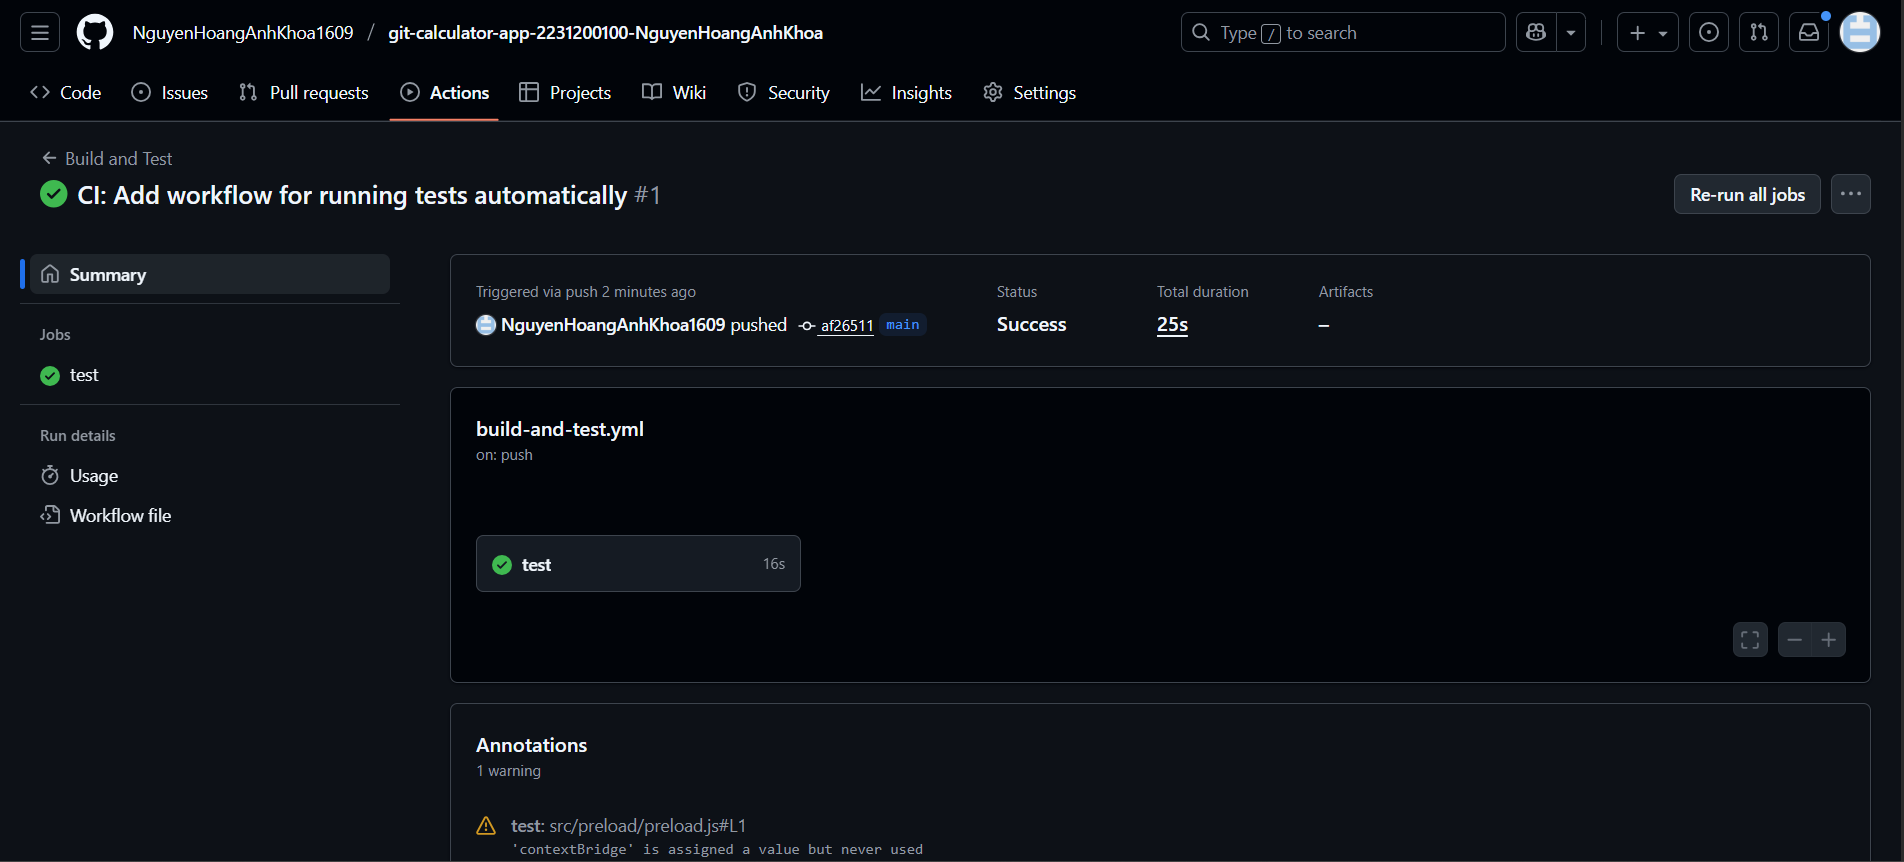 NguyenHoangAnhKhoa1609 / git-calculator-app-2231200100-NguyenHoangAnhKhoa
Type / to search
Code
Issues
Pull requests
Actions
Projects
Wiki
Security
Insights
Settings
Build and Test
CI: Add workflow for running tests automatically #1
Re-run all jobs
Summary
Jobs
test
Run details
Usage
Workflow file
Triggered via push 2 minutes ago
NguyenHoangAnhKhoa1609 pushed af26511 main
Status
Success
Total duration
25s
Artifacts
–
build-and-test.yml
on: push
test 16s
Annotations
1 warning
test: src/preload/preload.js#L1
'contextBridge' is assigned a value but never used